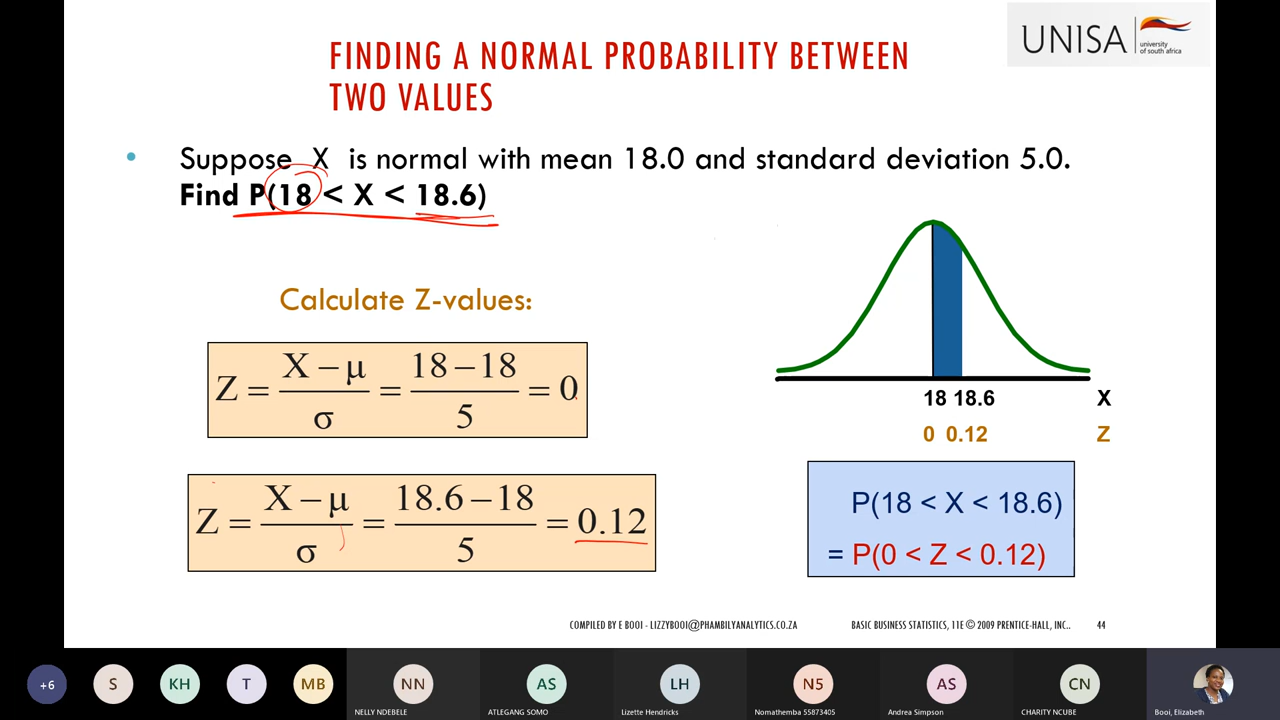 UNISA
university
of south africa
FINDING A NORMAL PROBABILITY BETWEEN
TWO VALUES
• Suppose X is normal with mean 18.0 and standard deviation 5.0.
Find P(18 < X < 18.6)
Calculate Z-values:
Z = (X − μ)/σ = (18 − 18)/5 = 0
Z = (X − μ)/σ = (18.6 − 18)/5 = 0.12
18 18.6 X
0 0.12 Z
P(18 < X < 18.6)
= P(0 < Z < 0.12)
COMPILED BY E BOOI - LIZZYBOOI@PHAMBILYANALYTICS.CO.ZA BASIC BUSINESS STATISTICS, 11E © 2009 PRENTICE-HALL, INC.. 44
+6 S KH T MB NN AS LH N5 AS CN
NELLY NDEBELE ATLEGANG SOMO Lizette Hendricks Nomathemba 55873405 Andrea Simpson CHARITY NCUBE Booi, Elizabeth